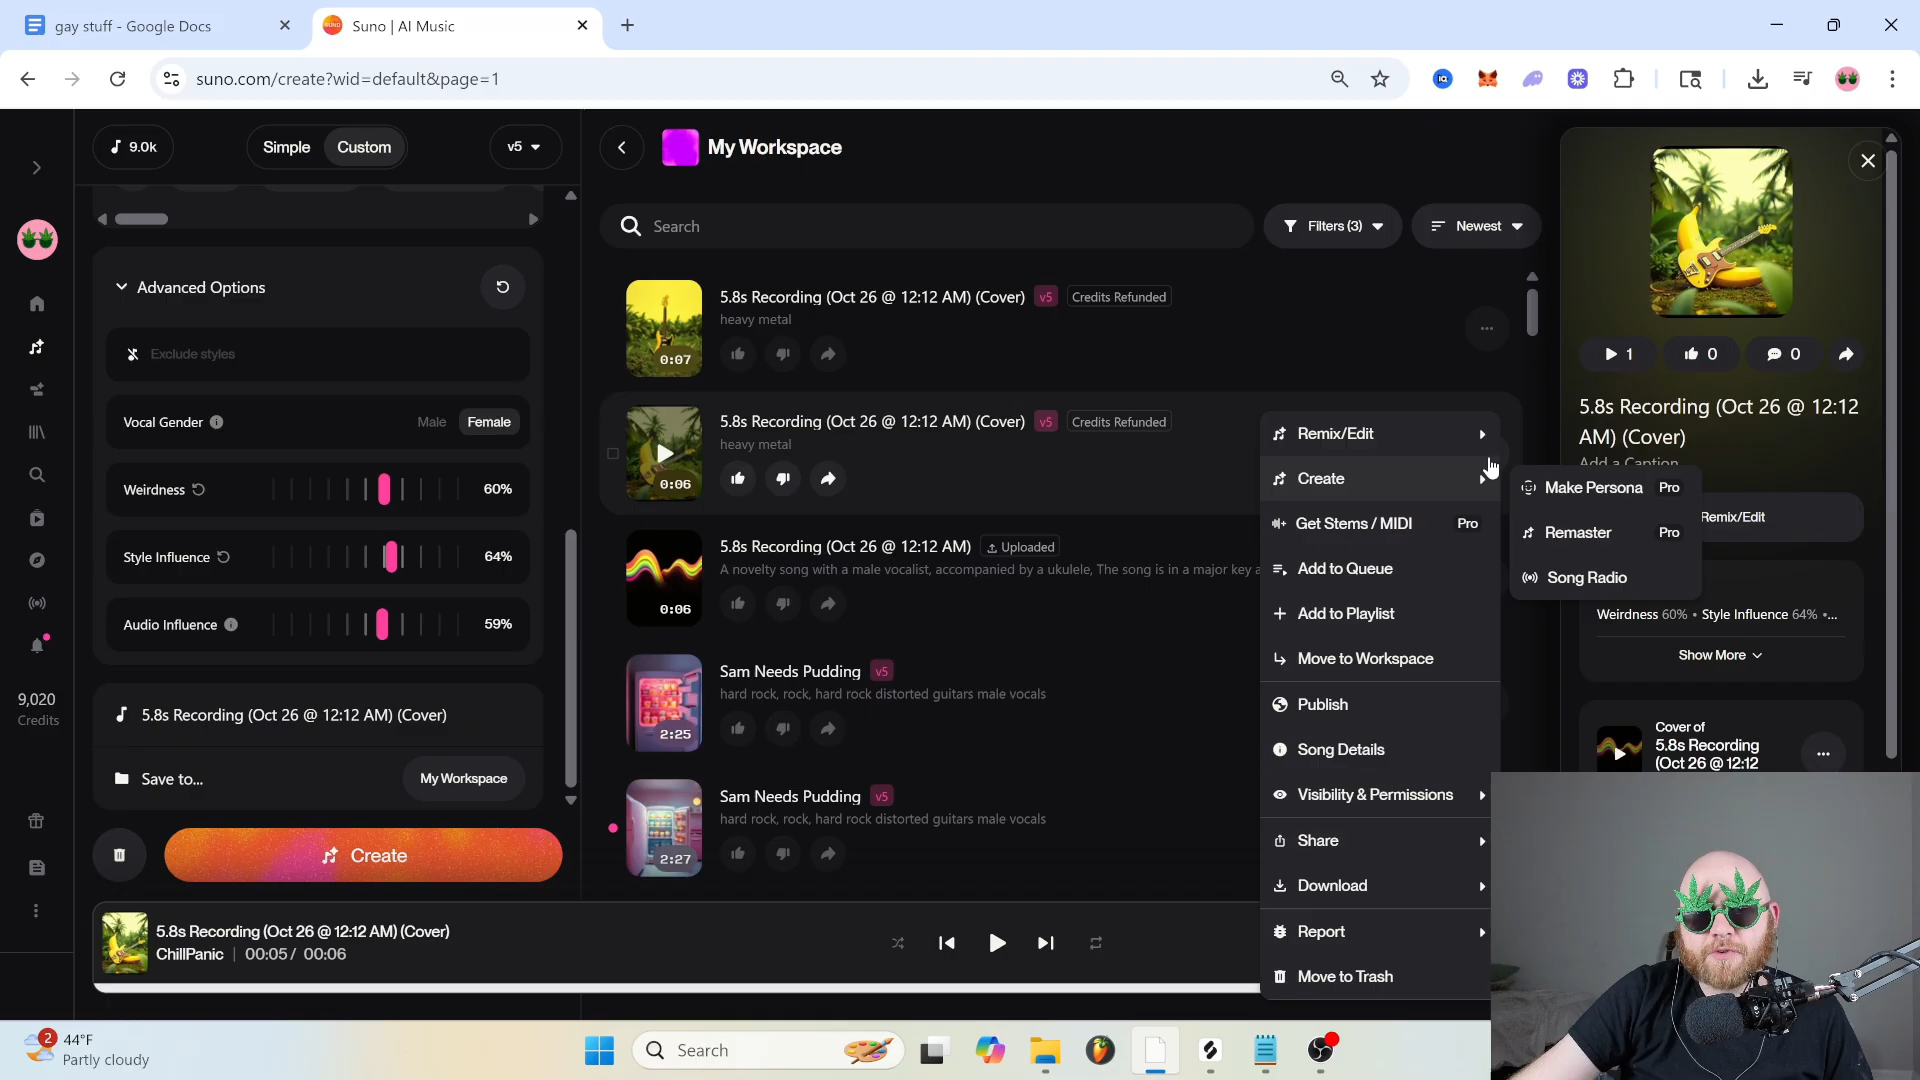 gay stuff - Google Docs
Suno | AI Music
suno.com/create?wid=default&page=1
9.0k
Simple
Custom
v5
My Workspace
Search
Filters (3)
Newest
Advanced Options
Exclude styles
Vocal Gender
Male
Female
Weirdness
60%
Style Influence
64%
Audio Influence
59%
9,020
Credits
5.8s Recording (Oct 26 @ 12:12 AM) (Cover)
Save to...
My Workspace
Create
5.8s Recording (Oct 26 @ 12:12 AM) (Cover) v5 Credits Refunded
heavy metal
0:07
5.8s Recording (Oct 26 @ 12:12 AM) (Cover) v5 Credits Refunded
heavy metal
0:06
5.8s Recording (Oct 26 @ 12:12 AM) Uploaded
A novelty song with a male vocalist, accompanied by a ukulele, The song is in a major key a
0:06
Sam Needs Pudding v5
hard rock, rock, hard rock distorted guitars male vocals
2:25
Sam Needs Pudding v5
hard rock, rock, hard rock distorted guitars male vocals
2:27
Remix/Edit
Create
Get Stems / MIDI Pro
Add to Queue
Add to Playlist
Move to Workspace
Publish
Song Details
Visibility & Permissions
Share
Download
Report
Move to Trash
Make Persona Pro
Remaster Pro
Song Radio
1
0
0
5.8s Recording (Oct 26 @ 12:12
AM) (Cover)
Add a Caption
Remix/Edit
Weirdness 60% • Style Influence 64% •...
Show More
Cover of
5.8s Recording
(Oct 26 @ 12:12
5.8s Recording (Oct 26 @ 12:12 AM) (Cover)
ChillPanic | 00:05 / 00:06
2
44°F
Partly cloudy
Search